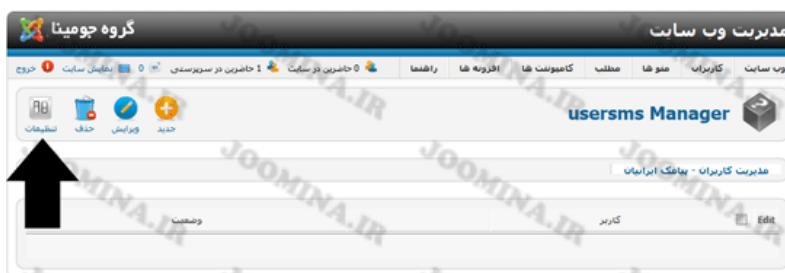 مدیریت وب سایت گروه جومینا
وب سایت کاربران منو ها مطلب کامپوننت ها افزونه ها راهنما 0 حاضرین در سایت 1 حاضرین در سرپرستی 0 نمایش سایت خروج
usersms Manager
جدید ویرایش حذف تنظیمات
مدیریت کاربران - پیامک ایرانیان
Edit کاربر وضعیت
JOOMINA.IR